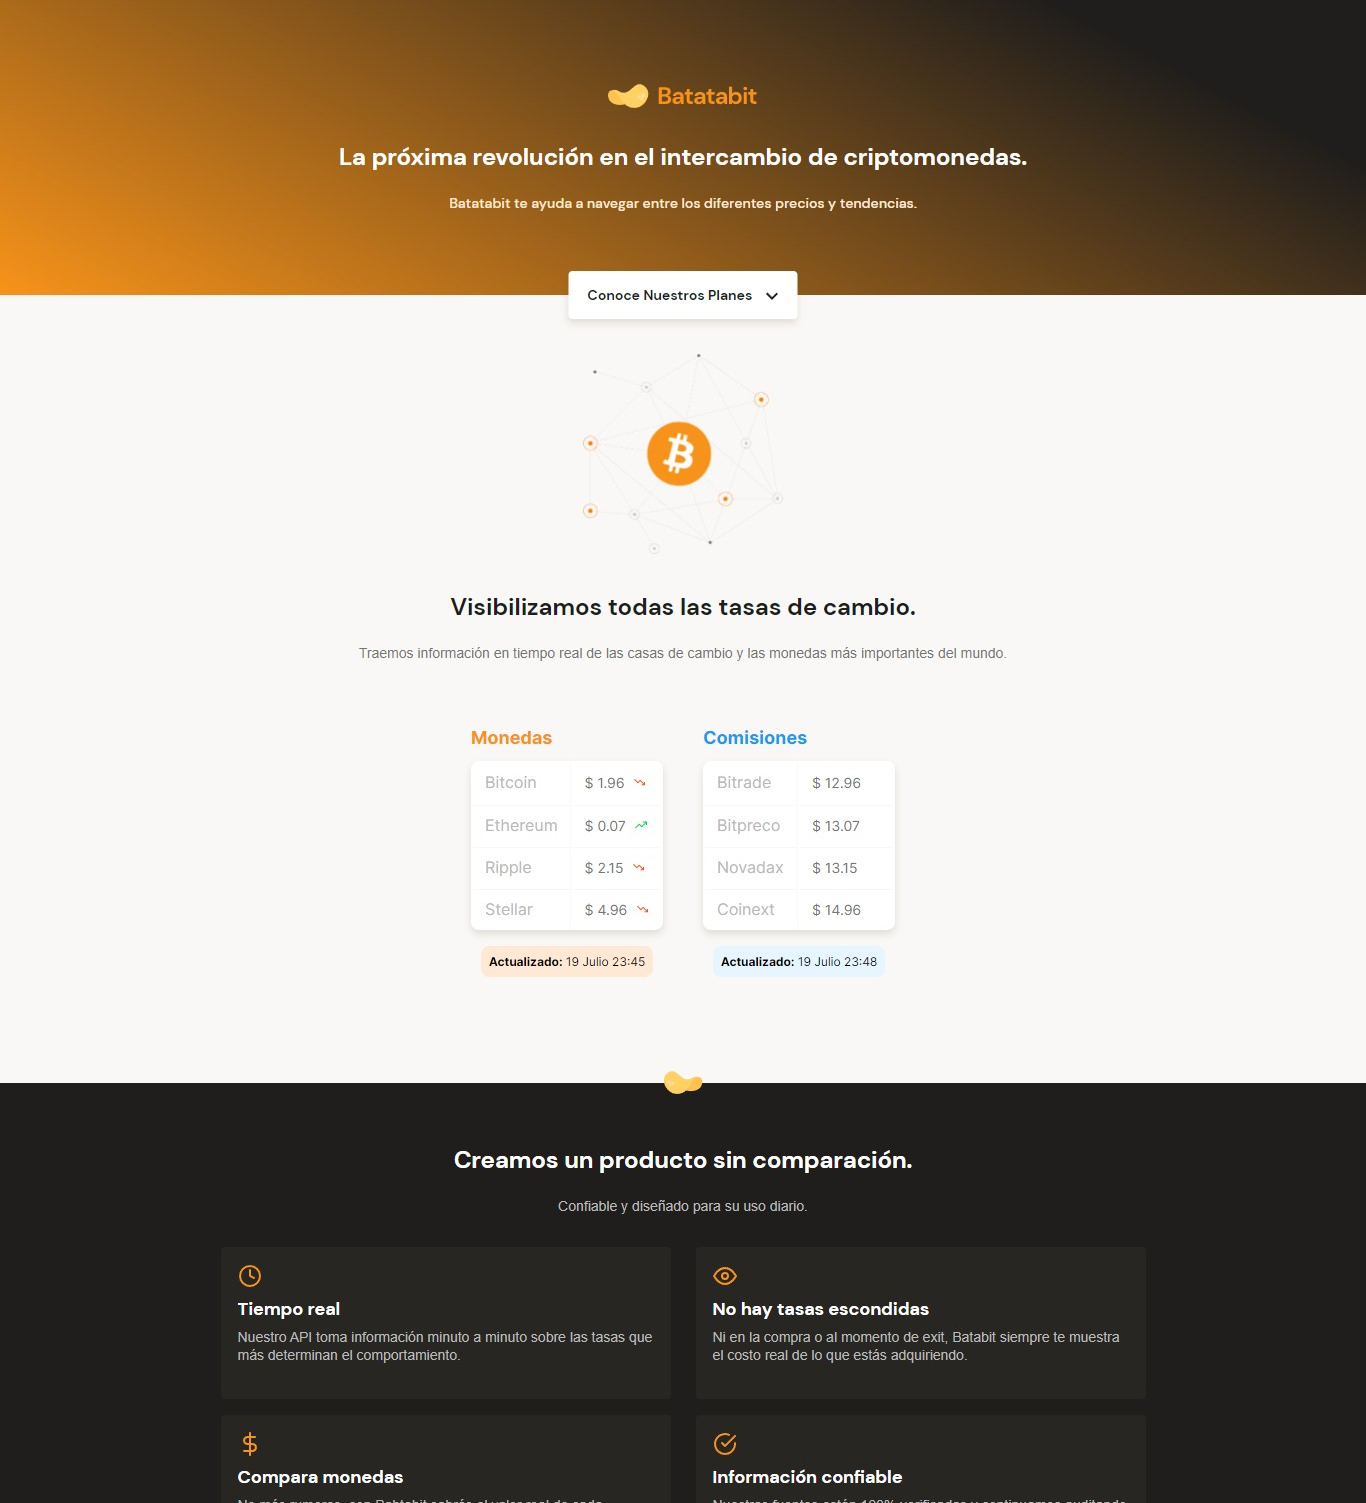 Batatabit
La próxima revolución en el intercambio de criptomonedas.
Batatabit te ayuda a navegar entre los diferentes precios y tendencias.
Conoce Nuestros Planes
Visibilizamos todas las tasas de cambio.
Traemos información en tiempo real de las casas de cambio y las monedas más importantes del mundo.
Monedas
Bitcoin $ 1.96
Ethereum $ 0.07
Ripple $ 2.15
Stellar $ 4.96
Actualizado: 19 Julio 23:45
Comisiones
Bitrade $ 12.96
Bitpreco $ 13.07
Novadax $ 13.15
Coinext $ 14.96
Actualizado: 19 Julio 23:48
Creamos un producto sin comparación.
Confiable y diseñado para su uso diario.
Tiempo real
Nuestro API toma información minuto a minuto sobre las tasas que
más determinan el comportamiento.
No hay tasas escondidas
Ni en la compra o al momento de exit, Batabit siempre te muestra
el costo real de lo que estás adquiriendo.
Compara monedas
Información confiable